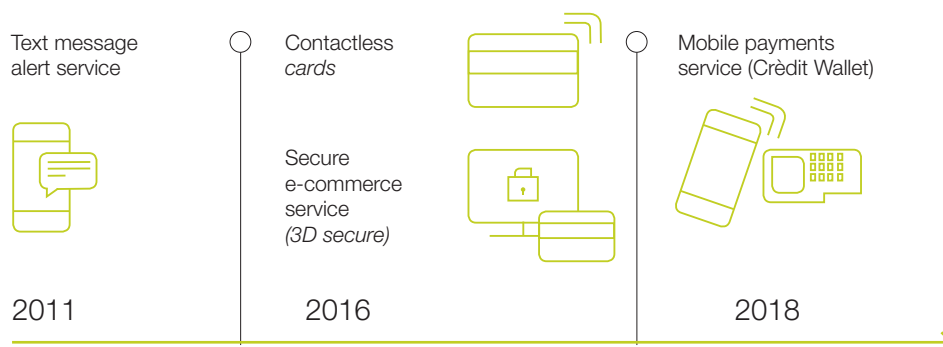 Text message
alert service
2011
Contactless
cards
Secure
e-commerce
service
(3D secure)
2016
Mobile payments
service (Crèdit Wallet)
2018